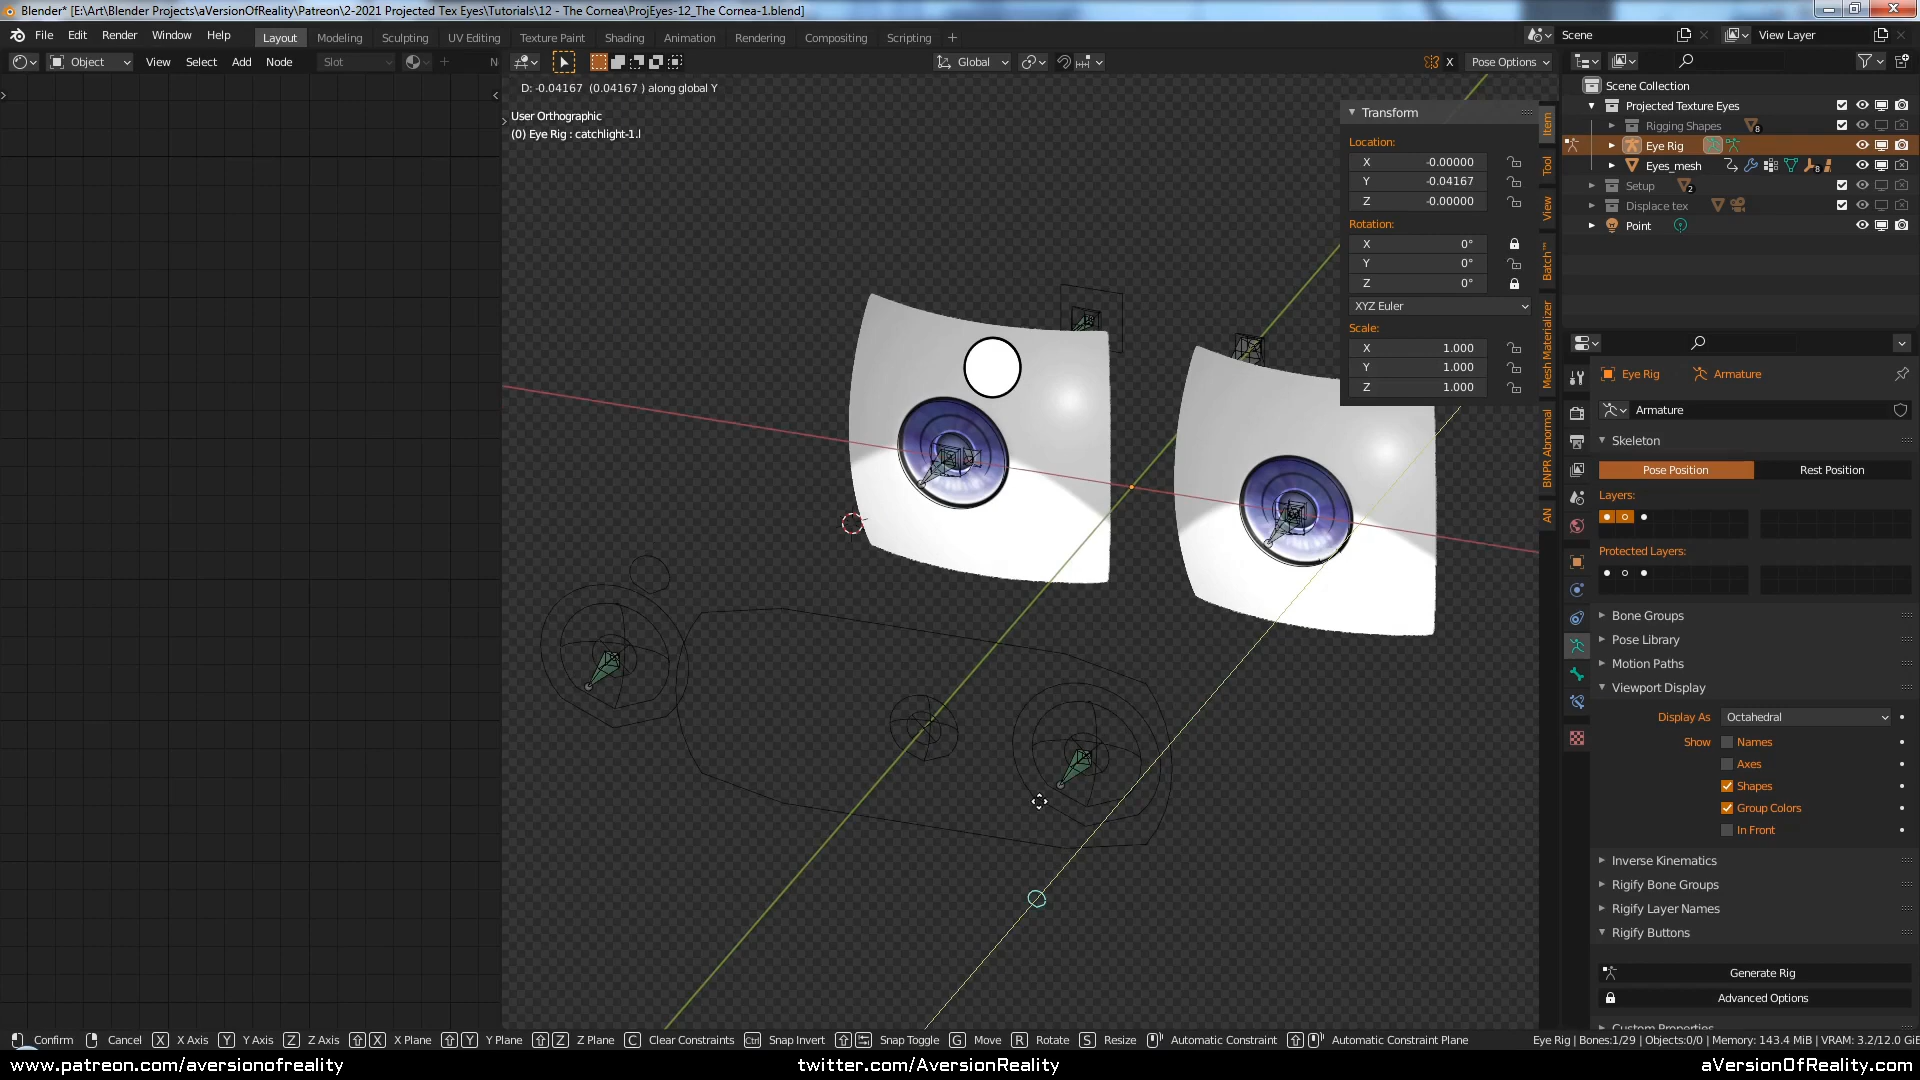 Blender* [E:\Art\Blender Projects\aVersionOfReality\Patreon\2-2021 Projected Tex Eyes\Tutorials\12 - The Cornea\ProjEyes-12_The Cornea-1.blend]
File Edit Render Window Help Layout Modeling Sculpting UV Editing Texture Paint Shading Animation Rendering Compositing Scripting + Scene View Layer
Object View Select Add Node Slot N Global X Pose Options
D: -0.04167 (0.04167 ) along global Y
User Orthographic
(0) Eye Rig : catchlight-1.l
Transform
Location:
X -0.00000
Y -0.04167
Z -0.00000
Rotation:
X 0°
Y 0°
Z 0°
XYZ Euler
Scale:
X 1.000
Y 1.000
Z 1.000
Item
Tool
View
Batch™
Mesh Materializer
BNPR Abnormal
AN
Scene Collection
Projected Texture Eyes
Rigging Shapes 8
Eye Rig
Eyes_mesh 8
Setup 2
Displace tex
Point
Eye Rig Armature
Armature
Skeleton
Pose Position Rest Position
Layers:
Protected Layers:
Bone Groups
Pose Library
Motion Paths
Viewport Display
Display As Octahedral
Show Names
Axes
Shapes
Group Colors
In Front
Inverse Kinematics
Rigify Bone Groups
Rigify Layer Names
Rigify Buttons
Generate Rig
Advanced Options
Custom Properties
Confirm Cancel X X Axis Y Y Axis Z Z Axis X X Plane Y Y Plane Z Z Plane C Clear Constraints Ctrl Snap Invert Snap Toggle G Move R Rotate S Resize Automatic Constraint Automatic Constraint Plane Eye Rig | Bones:1/29 | Objects:0/0 | Memory: 143.4 MiB | VRAM: 3.2/12.0 GiB
www.patreon.com/aversionofreality twitter.com/AversionReality aVersionOfReality.com